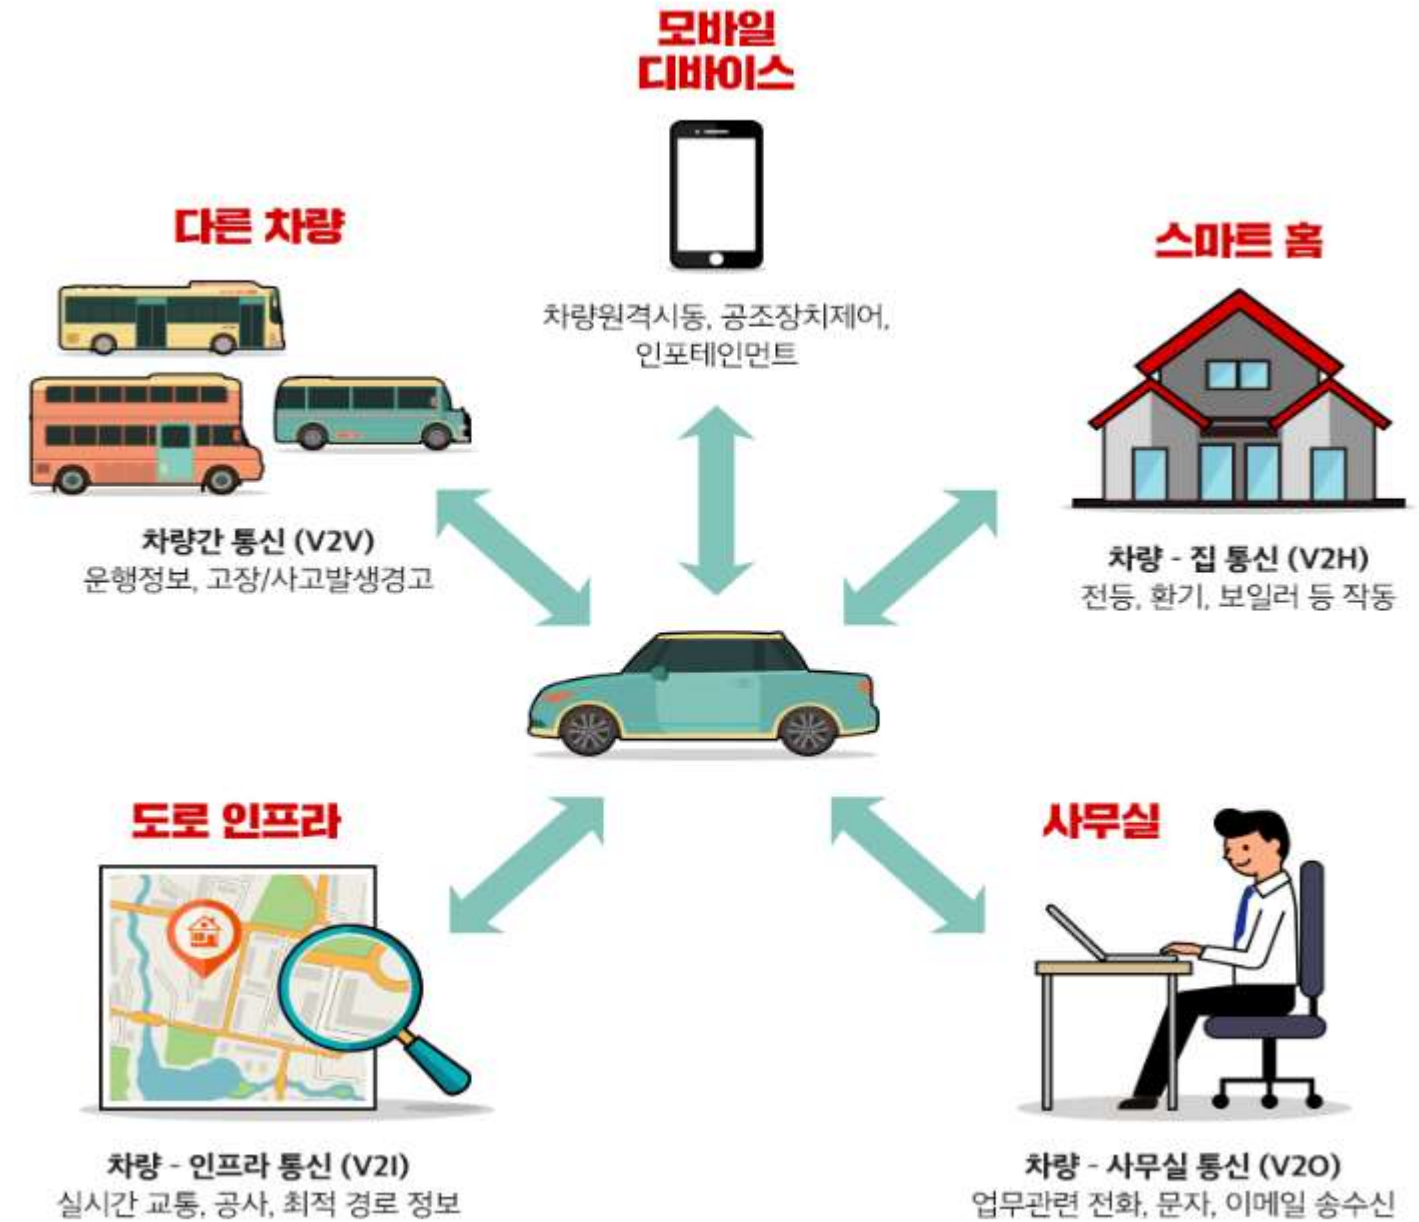 모바일
디바이스
차량원격시동, 공조장치제어,
인포테인먼트
다른 차량
차량간 통신 (V2V)
운행정보, 고장/사고발생경고
스마트 홈
차량 - 집 통신 (V2H)
전등, 환기, 보일러 등 작동
도로 인프라
차량 - 인프라 통신 (V2I)
실시간 교통, 공사, 최적 경로 정보
사무실
차량 - 사무실 통신 (V2O)
업무관련 전화, 문자, 이메일 송수신